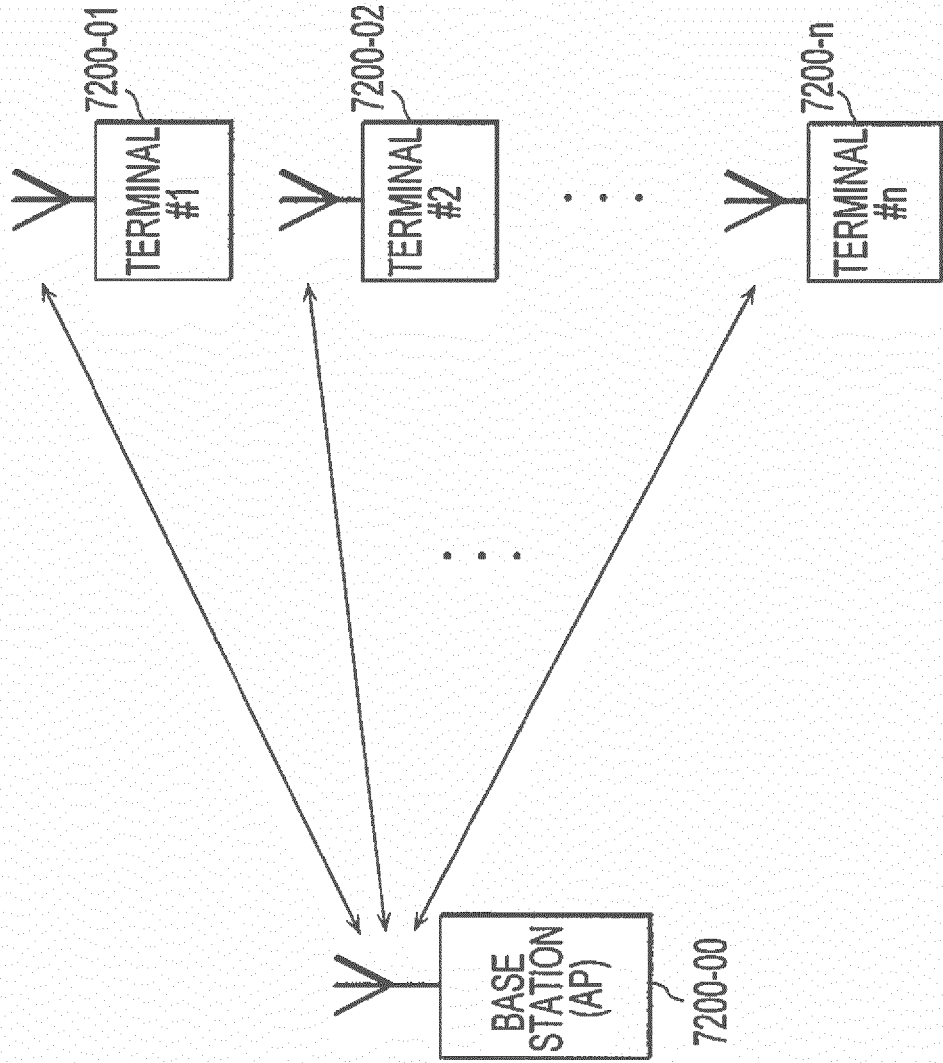 7200-01
TERMINAL
#1
7200-02
TERMINAL
#2
7200-n
TERMINAL
#n
BASE
STATION
(AP)
7200-00